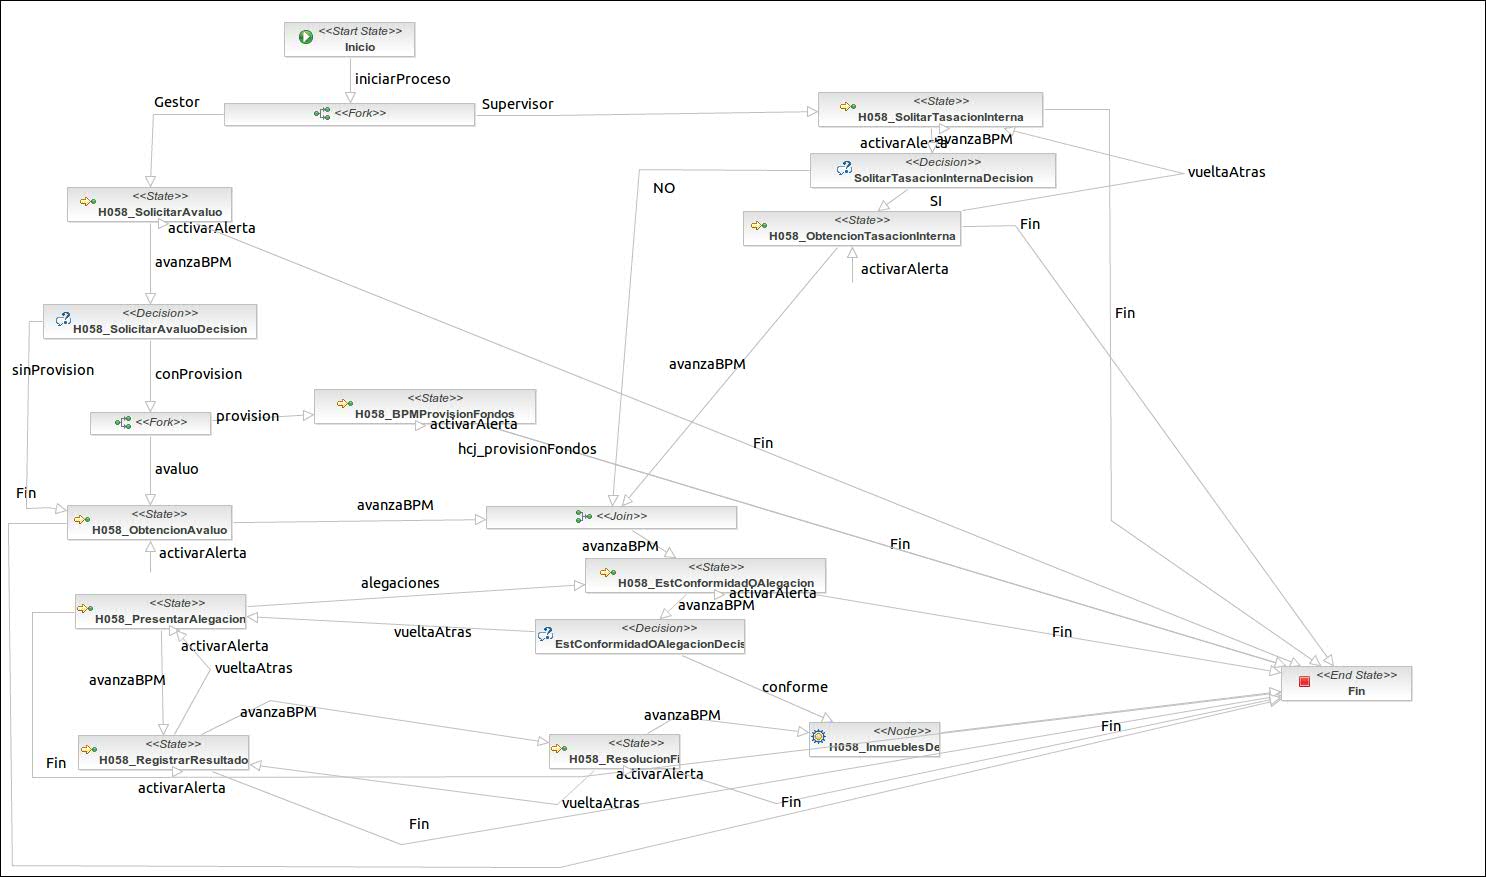 <<Start State>>
Inicio
iniciarProceso
Gestor
<<Fork>>
Supervisor
<<State>>
H058_SolitarTasacionInterna
activarAlerta
avanzaBPM
<<Decision>>
SolitarTasacionInternaDecision
vueltaAtras
NO
SI
<<State>>
H058_SolicitarAvaluo
activarAlerta
<<State>>
H058_ObtencionTasacionInterna
Fin
avanzaBPM
activarAlerta
<<Decision>>
H058_SolicitarAvaluoDecision
Fin
sinProvision
conProvision
avanzaBPM
<<State>>
H058_BPMProvisionFondos
<<Fork>>
provision
activarAlerta
hcj_provisionFondos
Fin
avaluo
Fin
<<State>>
H058_ObtencionAvaluo
avanzaBPM
<<Join>>
activarAlerta
avanzaBPM
Fin
<<State>>
H058_EstConformidadOAlegacion
alegaciones
activarAlerta
avanzaBPM
<<State>>
H058_PresentarAlegacion
vueltaAtras
<<Decision>>
EstConformidadOAlegacionDecis
Fin
activarAlerta
vueltaAtras
avanzaBPM
conforme
<<End State>>
Fin
avanzaBPM
avanzaBPM
Fin
<<State>>
H058_RegistrarResultado
<<State>>
H058_ResolucionFi
<<Node>>
H058_InmueblesDe
Fin
activarAlerta
activarAlerta
vueltaAtras
Fin
Fin